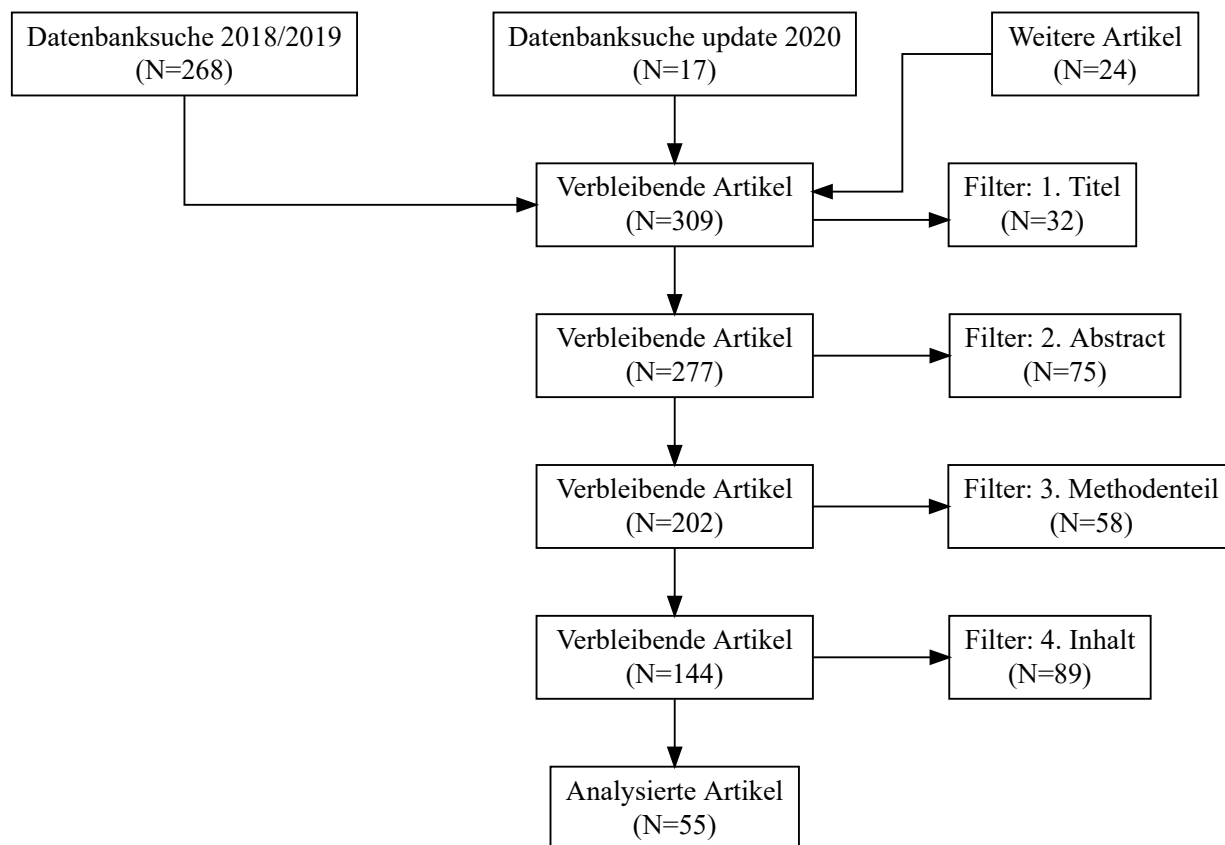 Datenbanksuche 2018/2019
(N=268)
Datenbanksuche update 2020
(N=17)
Weitere Artikel
(N=24)
Verbleibende Artikel
(N=309)
Filter: 1. Titel
(N=32)
Verbleibende Artikel
(N=277)
Filter: 2. Abstract
(N=75)
Verbleibende Artikel
(N=202)
Filter: 3. Methodenteil
(N=58)
Verbleibende Artikel
(N=144)
Filter: 4. Inhalt
(N=89)
Analysierte Artikel
(N=55)